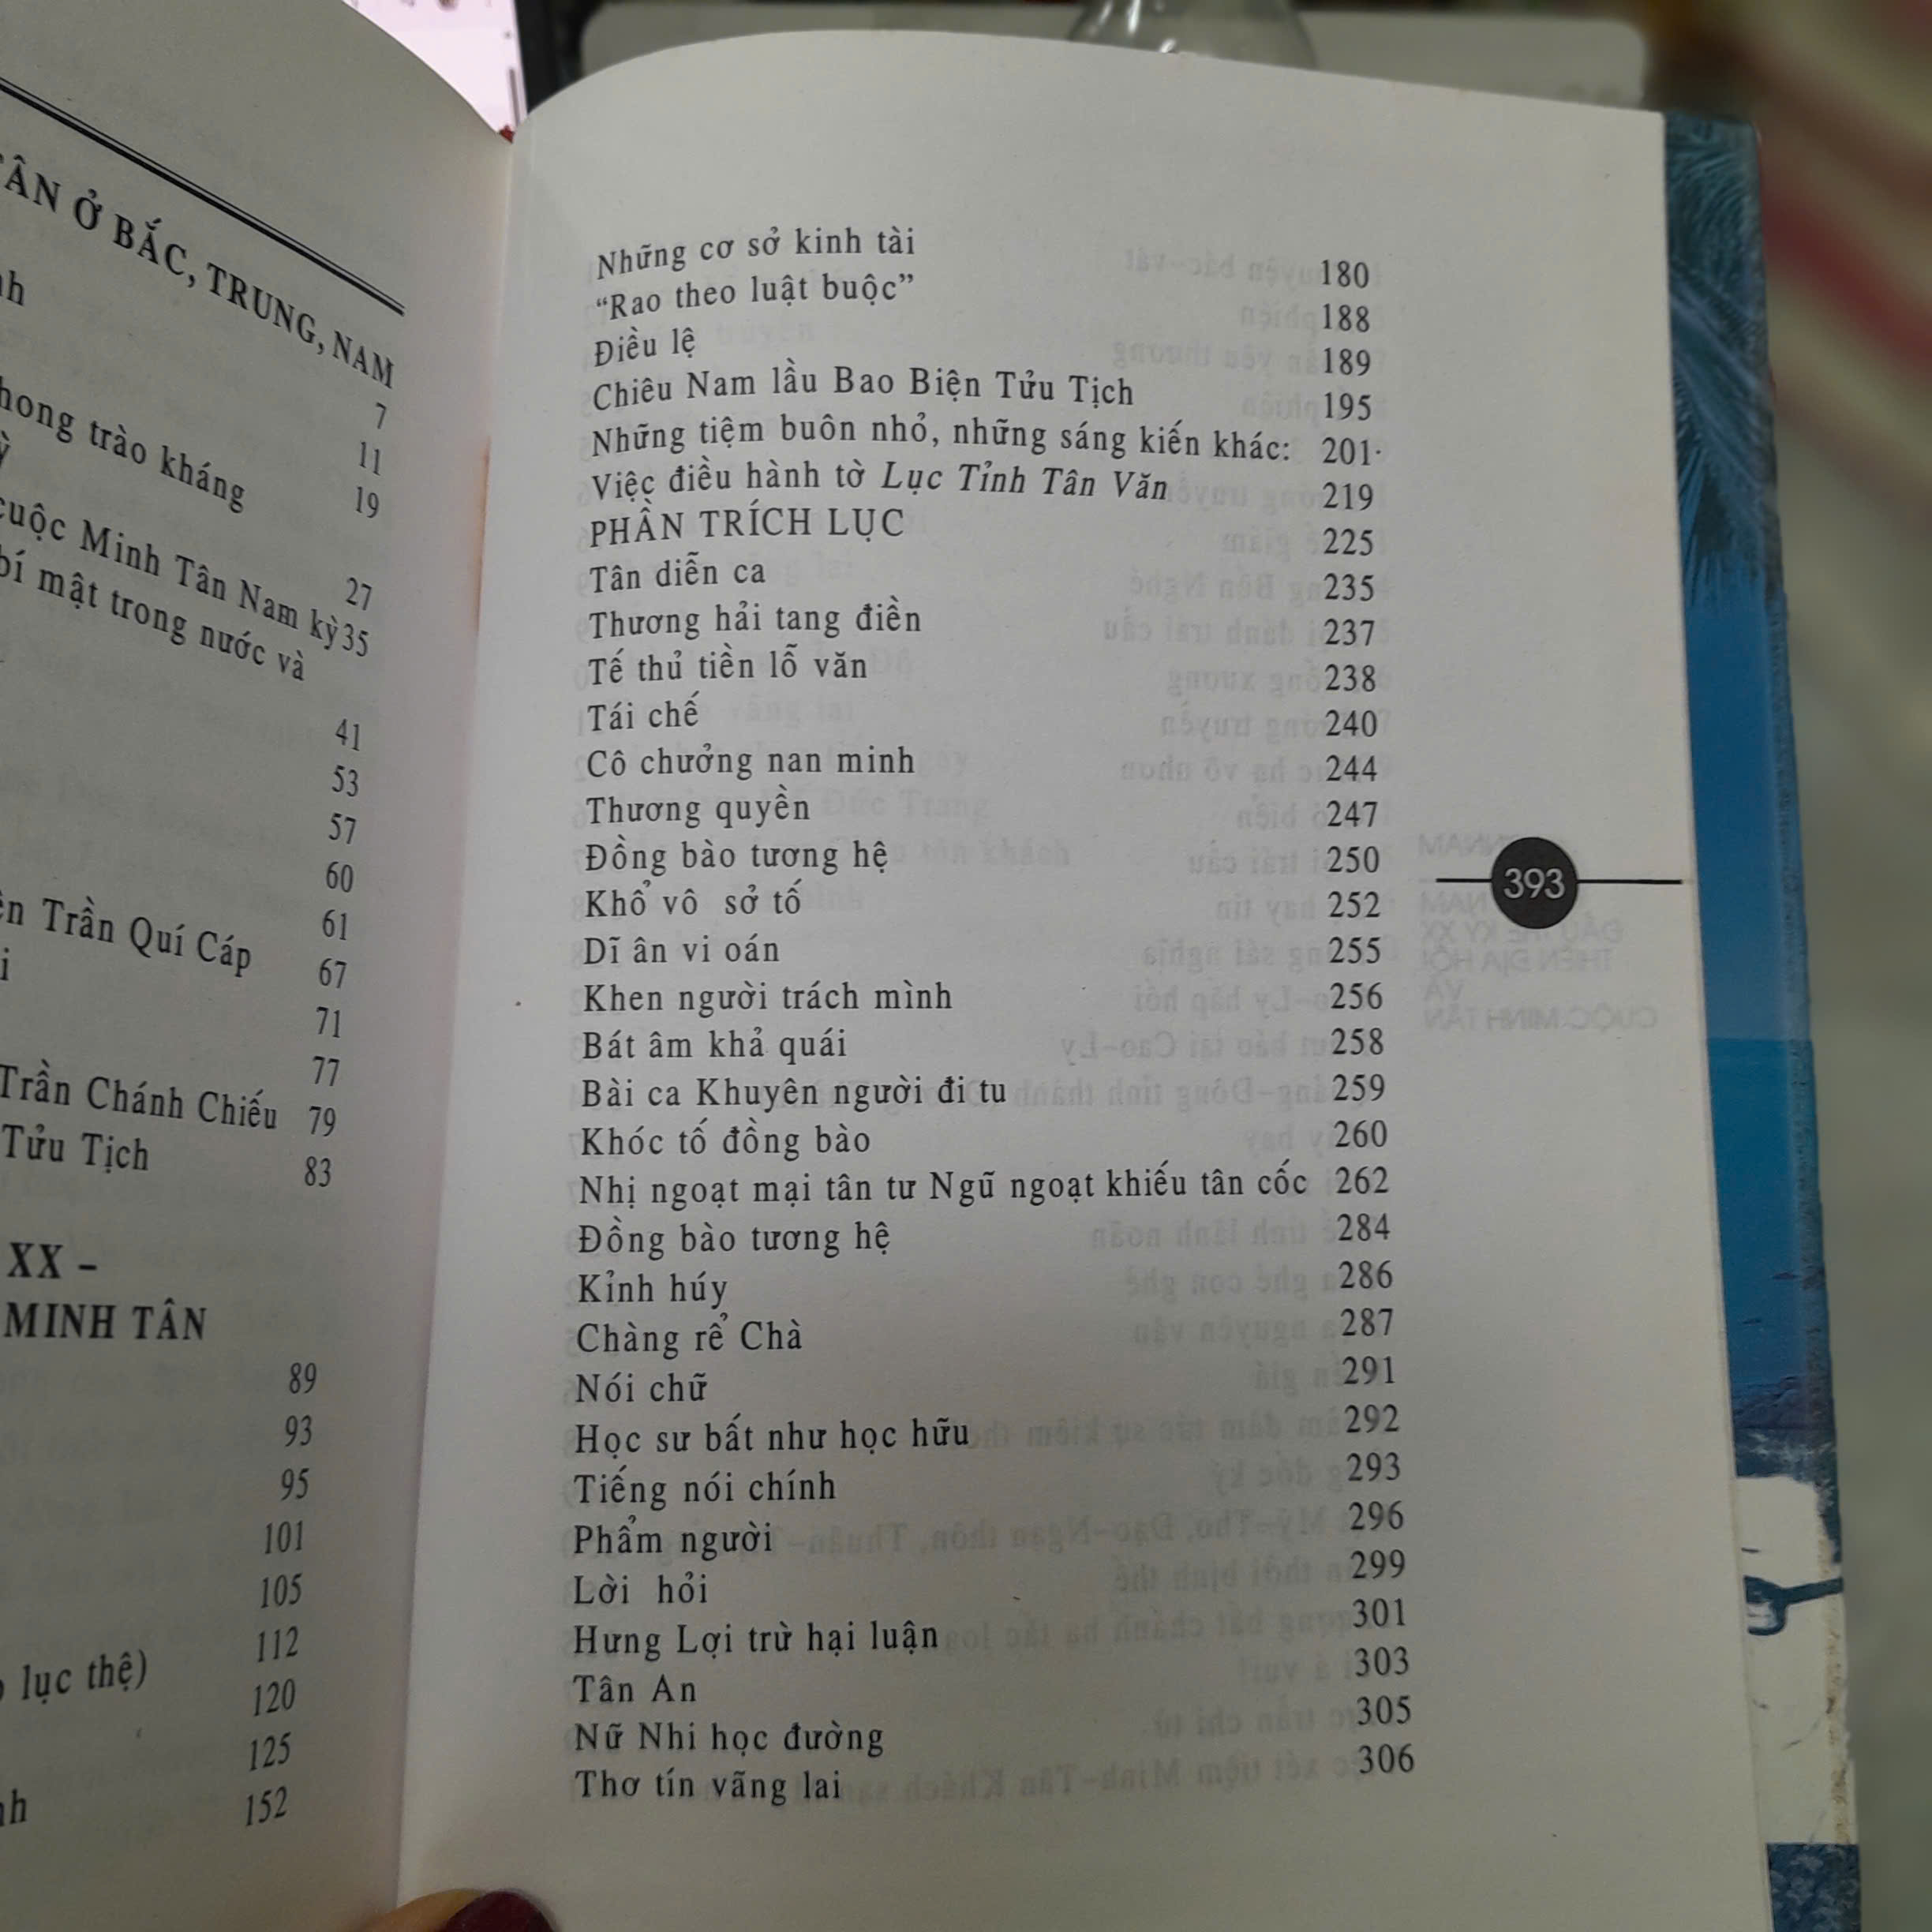 ÂN Ở BẮC, TRUNG, NAM
7
11
hong trào kháng
19
cuộc Minh Tân Nam kỳ 27
bí mật trong nước và 35
41
53
57
60
61
Trần Quí Cáp
67
71
77
Trần Chánh Chiếu 79
Tửu Tịch 83
XX –
MINH TÂN
89
93
95
101
105
112
lục thệ)
120
125
152
Những cơ sở kinh tài 180
“Rao theo luật buộc” 188
Điều lệ 189
Chiêu Nam lầu Bao Biện Tửu Tịch 195
Những tiệm buôn nhỏ, những sáng kiến khác: 201
Việc điều hành tờ Lục Tỉnh Tân Văn 219
PHẦN TRÍCH LỤC 225
Tân diễn ca 235
Thương hải tang điền 237
Tế thủ tiền lỗ văn 238
Tái chế 240
Cô chưởng nan minh 244
Thương quyền 247
Đồng bào tương hệ 250
Khổ vô sở tố 252
Dĩ ân vi oán 255
Khen người trách mình 256
Bát âm khả quái 258
Bài ca Khuyên người đi tu 259
Khóc tố đồng bào 260
Nhị ngoạt mại tân tư Ngũ ngoạt khiếu tân cốc 262
Đồng bào tương hệ 284
Kỉnh húy 286
Chàng rể Chà 287
Nói chữ 291
Học sư bất như học hữu 292
Tiếng nói chính 293
Phẩm người 296
Lời hỏi 299
Hưng Lợi trừ hại luận 301
Tân An 303
Nữ Nhi học đường 305
Thơ tín vãng lai 306
393